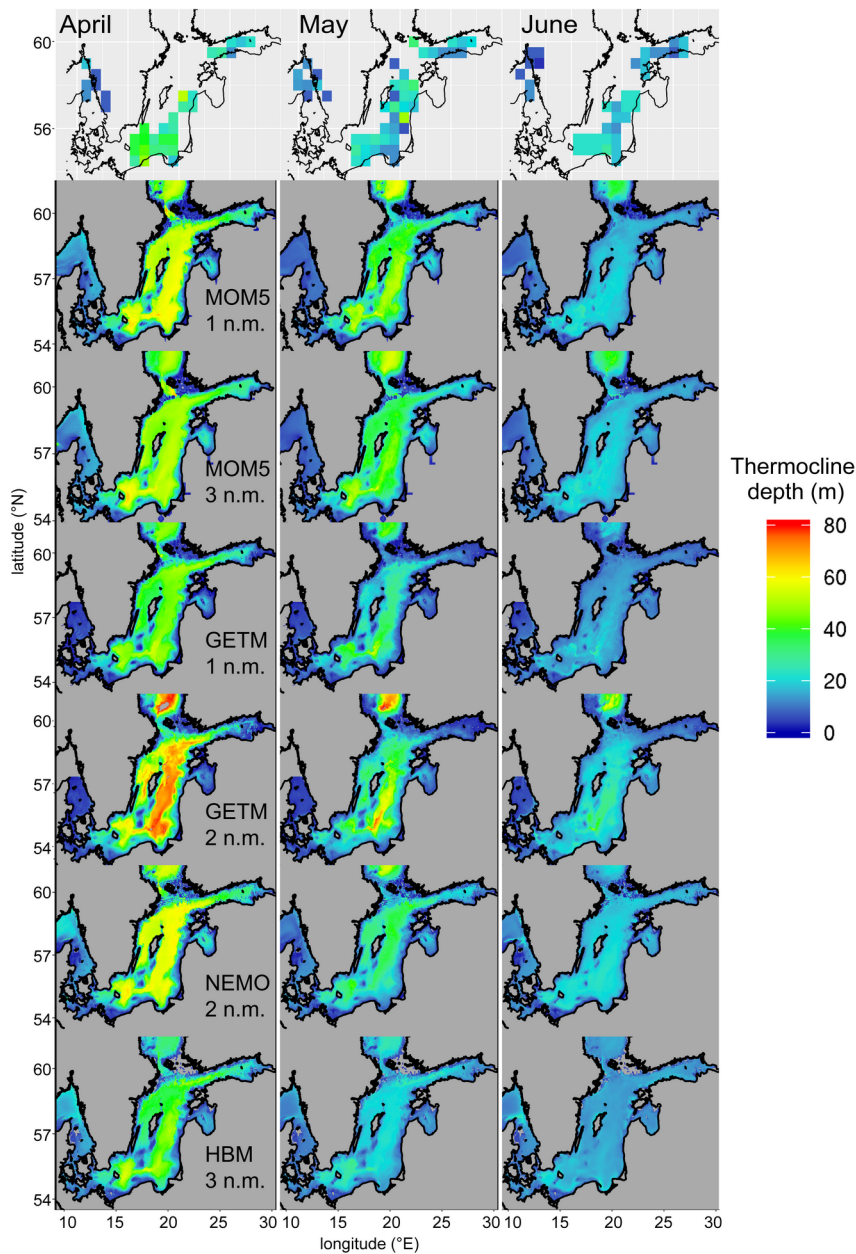 April May June
60
56
60
57
54
MOM5
1 n.m.
60
57
54
MOM5
3 n.m.
60
57
54
GETM
1 n.m.
60
57
54
GETM
2 n.m.
60
57
54
NEMO
2 n.m.
60
57
54
HBM
3 n.m.
10 15 20 25 30 10 15 20 25 30 10 15 20 25 30
longitude (°E)
latitude (°N)
Thermocline
depth (m)
80
60
40
20
0